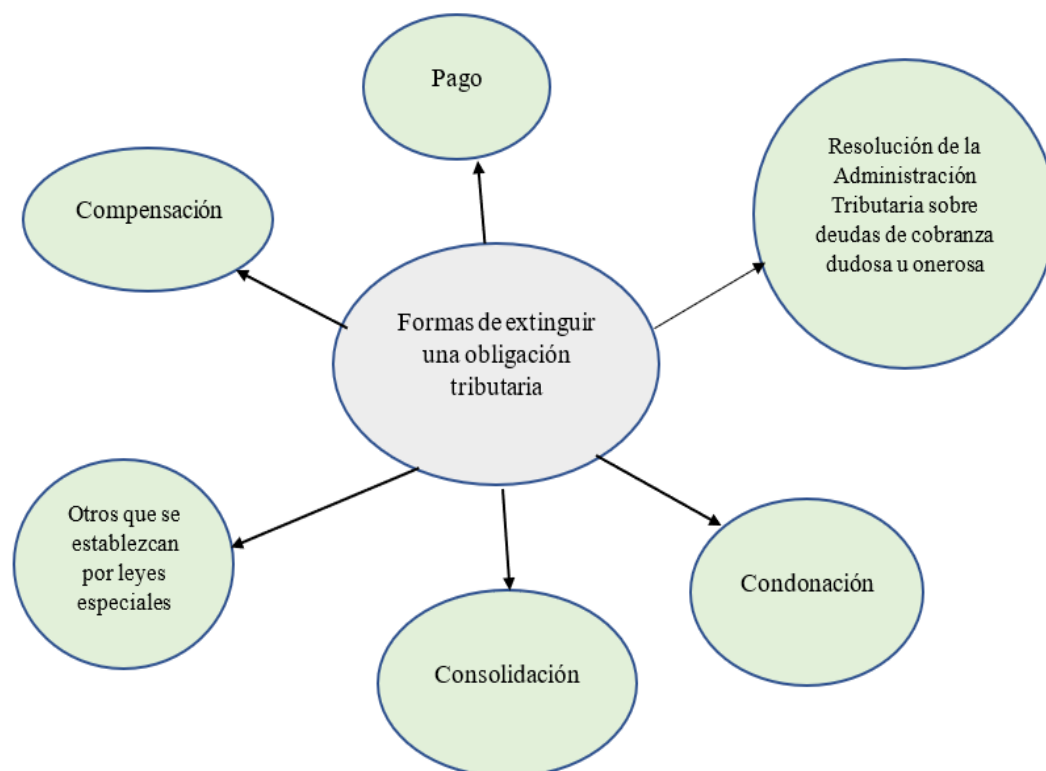 Pago
Resolución de la
Administración
Tributaria sobre
deudas de cobranza
dudosa u onerosa
Compensación
Formas de extinguir
una obligación
tributaria
Otros que se
establezcan
por leyes
especiales
Condonación
Consolidación